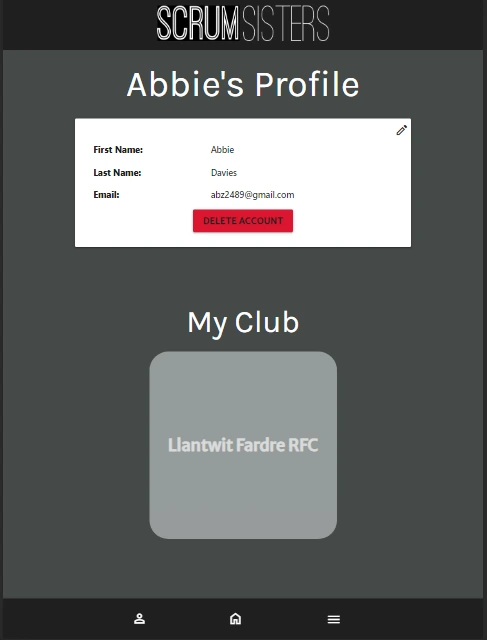 SCRUMSISTERS
Abbie's Profile
First Name: Abbie
Last Name: Davies
Email: abz2489@gmail.com
DELETE ACCOUNT
My Club
Llantwit Fardre RFC